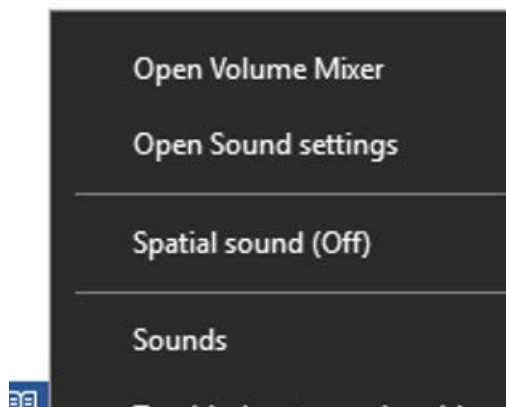 Open Volume Mixer
Open Sound settings
Spatial sound (Off)
Sounds